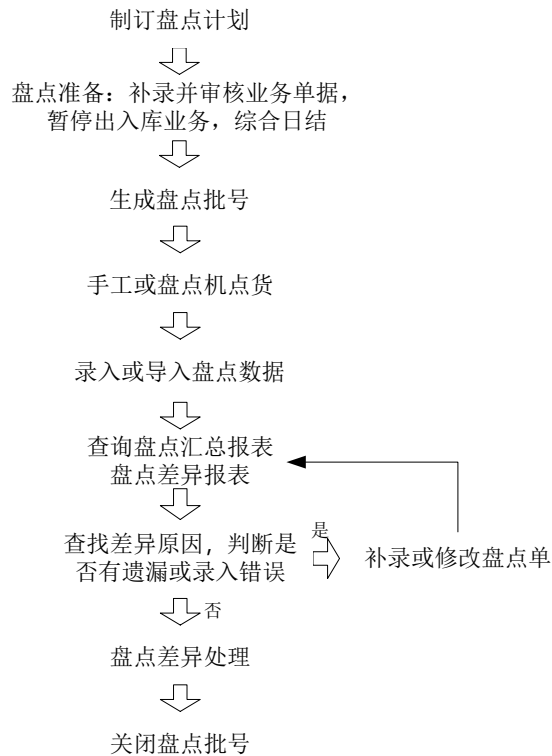 制订盘点计划
盘点准备：补录并审核业务单据，
暂停出入库业务，综合日结
生成盘点批号
手工或盘点机点货
录入或导入盘点数据
查询盘点汇总报表
盘点差异报表
查找差异原因，判断是
否有遗漏或录入错误
是
补录或修改盘点单
否
盘点差异处理
关闭盘点批号